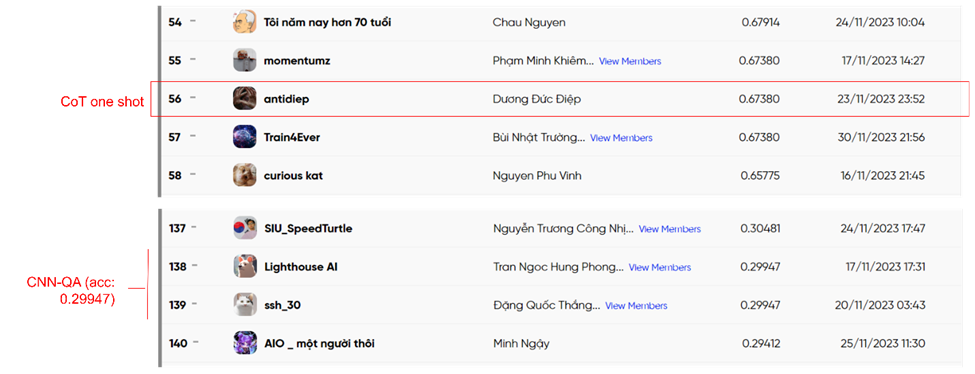 54 – Tôi năm nay hơn 70 tuổi Chau Nguyen 0.67914 24/11/2023 10:04
55 – momentumz Phạm Minh Khiêm... View Members 0.67380 17/11/2023 14:27
CoT one shot
56 – antidiep Dương Đức Điệp 0.67380 23/11/2023 23:52
57 – Train4Ever Bùi Nhật Trường... View Members 0.67380 30/11/2023 21:56
58 – curious kat Nguyen Phu Vinh 0.65775 16/11/2023 21:45
137 – SIU_SpeedTurtle Nguyễn Trương Công Nhị... View Members 0.30481 24/11/2023 17:47
138 – Lighthouse AI Tran Ngoc Hung Phong... View Members 0.29947 17/11/2023 17:31
CNN-QA (acc:
0.29947)
139 – ssh_30 Đặng Quốc Thắng... View Members 0.29947 20/11/2023 03:43
140 – AIO _ một người thôi Minh Ngậy 0.29412 25/11/2023 11:30